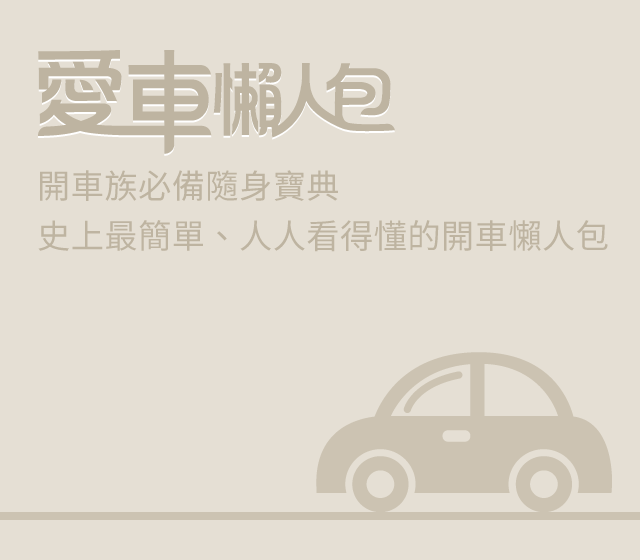 愛車懶人包
開車族必備隨身寶典
史上最簡單、人人看得懂的開車懶人包